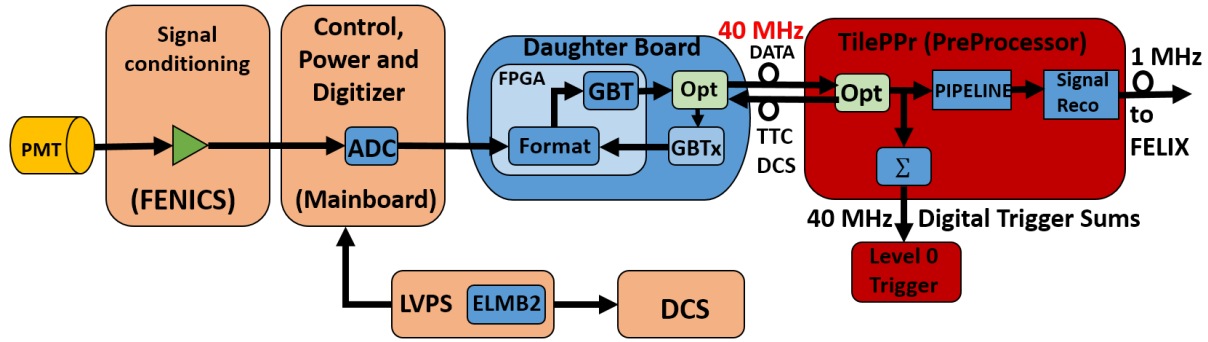 PMT
Signal
conditioning
(FENICS)
Control,
Power and
Digitizer
ADC
(Mainboard)
LVPS
ELMB2
DCS
Daughter Board
FPGA
GBT
Format
Opt
GBTx
40 MHz
DATA
TTC
DCS
TilePPr (PreProcessor)
Opt
PIPELINE
Signal
Reco
Σ
1 MHz
to
FELIX
40 MHz Digital Trigger Sums
Level 0
Trigger